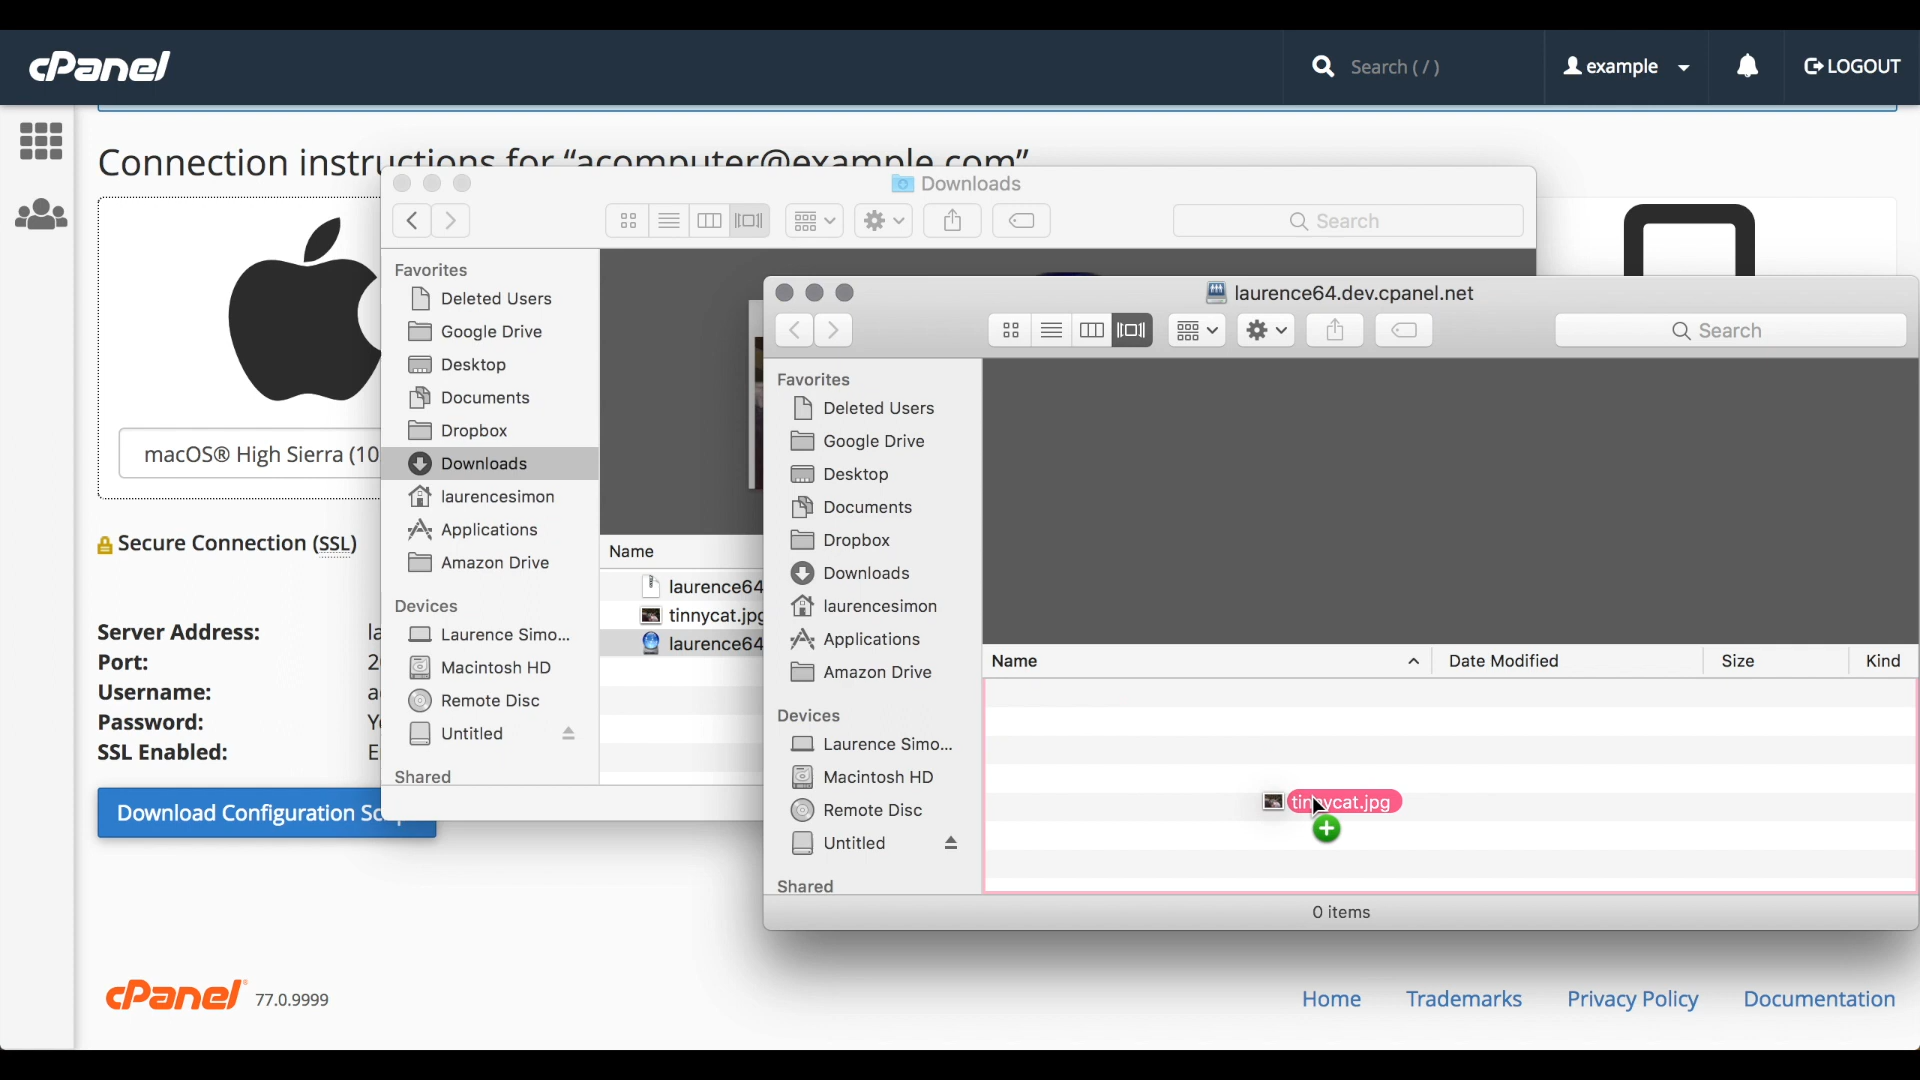 cPanel
Search ( / )
example
LOGOUT
Connection instructions for “acomputer@example.com”
macOS® High Sierra (10
Secure Connection (SSL)
Server Address:
Port:
Username:
Password:
SSL Enabled:
Download Configuration
Downloads
Search
Favorites
Deleted Users
Google Drive
Desktop
Documents
Dropbox
Downloads
laurencesimon
Applications
Amazon Drive
Devices
Laurence Simo...
Macintosh HD
Remote Disc
Untitled
Shared
Name
laurence64
tinnycat.jpg
laurence64
laurence64.dev.cpanel.net
Search
Favorites
Deleted Users
Google Drive
Desktop
Documents
Dropbox
Downloads
laurencesimon
Applications
Amazon Drive
Devices
Laurence Simo...
Macintosh HD
Remote Disc
Untitled
Shared
Name Date Modified Size Kind
tinnycat.jpg
0 items
cPanel 77.0.9999
Home Trademarks Privacy Policy Documentation